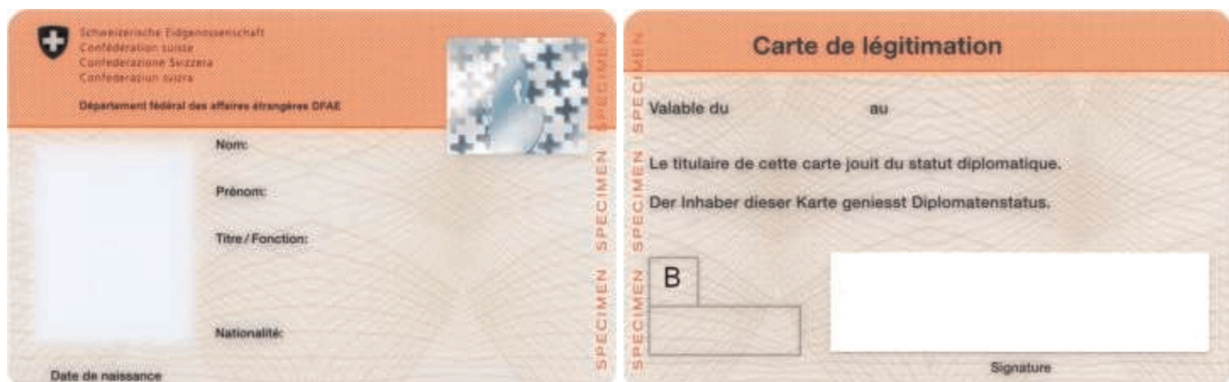 Schweizerische Eidgenossenschaft
Confédération suisse
Confederazione Svizzera
Confederaziun svizra
Département fédéral des affaires étrangères DFAE
Nom:
Prénom:
Titre/Fonction:
Nationalité:
Date de naissance
SPECIMEN SPECIMEN SPECIMEN
Carte de légitimation
Valable du au
Le titulaire de cette carte jouit du statut diplomatique.
Der Inhaber dieser Karte geniesst Diplomatenstatus.
B
Signature
SPECIMEN SPECIMEN SPECIMEN